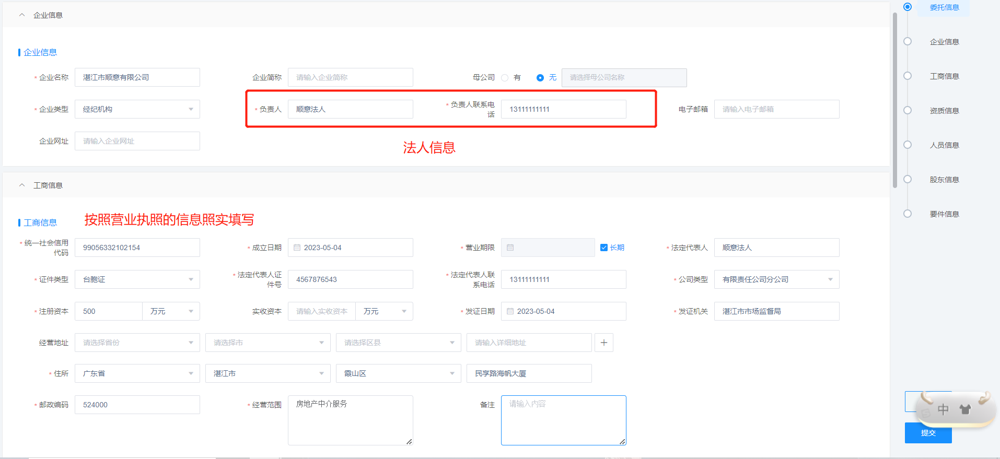 企业信息
企业信息
* 企业名称 湛江市顺意有限公司 企业简称 请输入企业简称 母公司 有 无 请选择母公司名称
* 企业类型 经纪机构 * 负责人 顺意法人 * 负责人联系电话 13111111111 电子邮箱 请输入电子邮箱
企业网址 请输入企业网址
法人信息
工商信息
工商信息 按照营业执照的信息照实填写
* 统一社会信用代码 99056332102154 * 成立日期 2023-05-04 * 营业期限 长期 * 法定代表人 顺意法人
* 证件类型 台胞证 * 法定代表人证件号 4567876543 * 法定代表人联系电话 13111111111 * 公司类型 有限责任公司分公司
* 注册资本 500 万元 实收资本 请输入实收资本 万元 * 发证日期 2023-05-04 * 发证机关 湛江市市场监督局
经营地址 请选择省份 请选择市 请选择区县 请输入详细地址 +
* 住所 广东省 湛江市 霞山区 民享路海帆大厦
* 邮政编码 524000 * 经营范围 房地产中介服务 备注 请输入内容
委托信息
企业信息
工商信息
资质信息
人员信息
股东信息
要件信息
中
提交